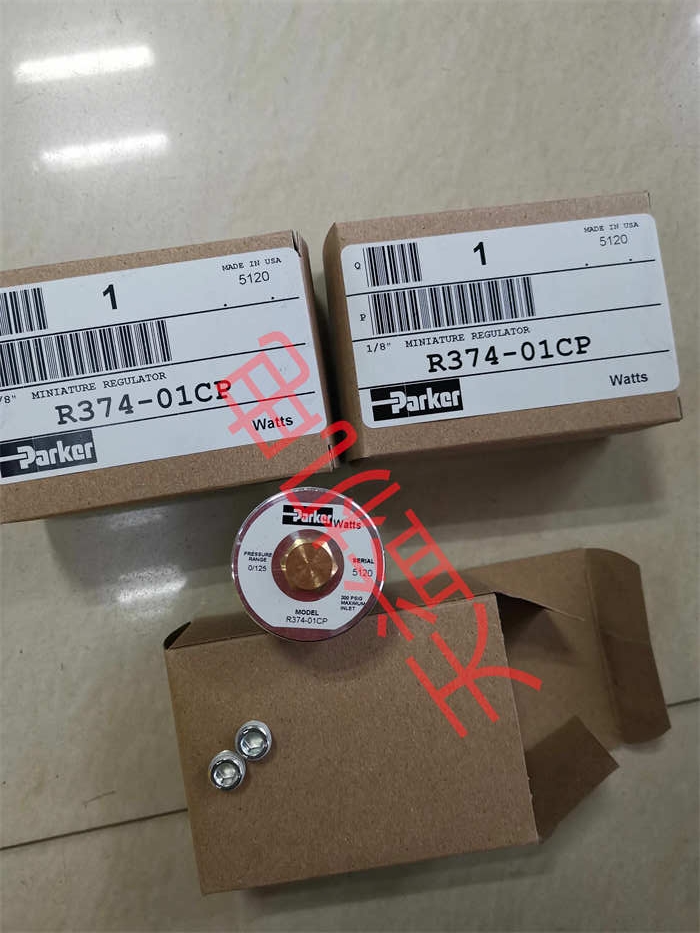 1
MADE IN USA
5120
/8" MINIATURE REGULATOR
R374-01CP
Parker
Watts
Q
1
MADE IN USA
5120
P
1/8" MINIATURE REGULATOR
R374-01CP
Parker
Watts
Parker Watts
PRESSURE
RANGE
0/125
SERIAL
5120
300 PSIG
MAXIMUM
INLET
MODEL
R374-01CP